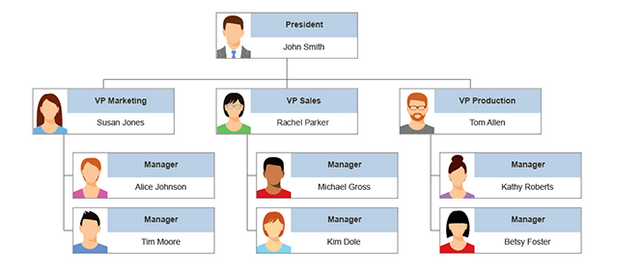 President
John Smith
VP Marketing
Susan Jones
VP Sales
Rachel Parker
VP Production
Tom Allen
Manager
Alice Johnson
Manager
Michael Gross
Manager
Kathy Roberts
Manager
Tim Moore
Manager
Kim Dole
Manager
Betsy Foster